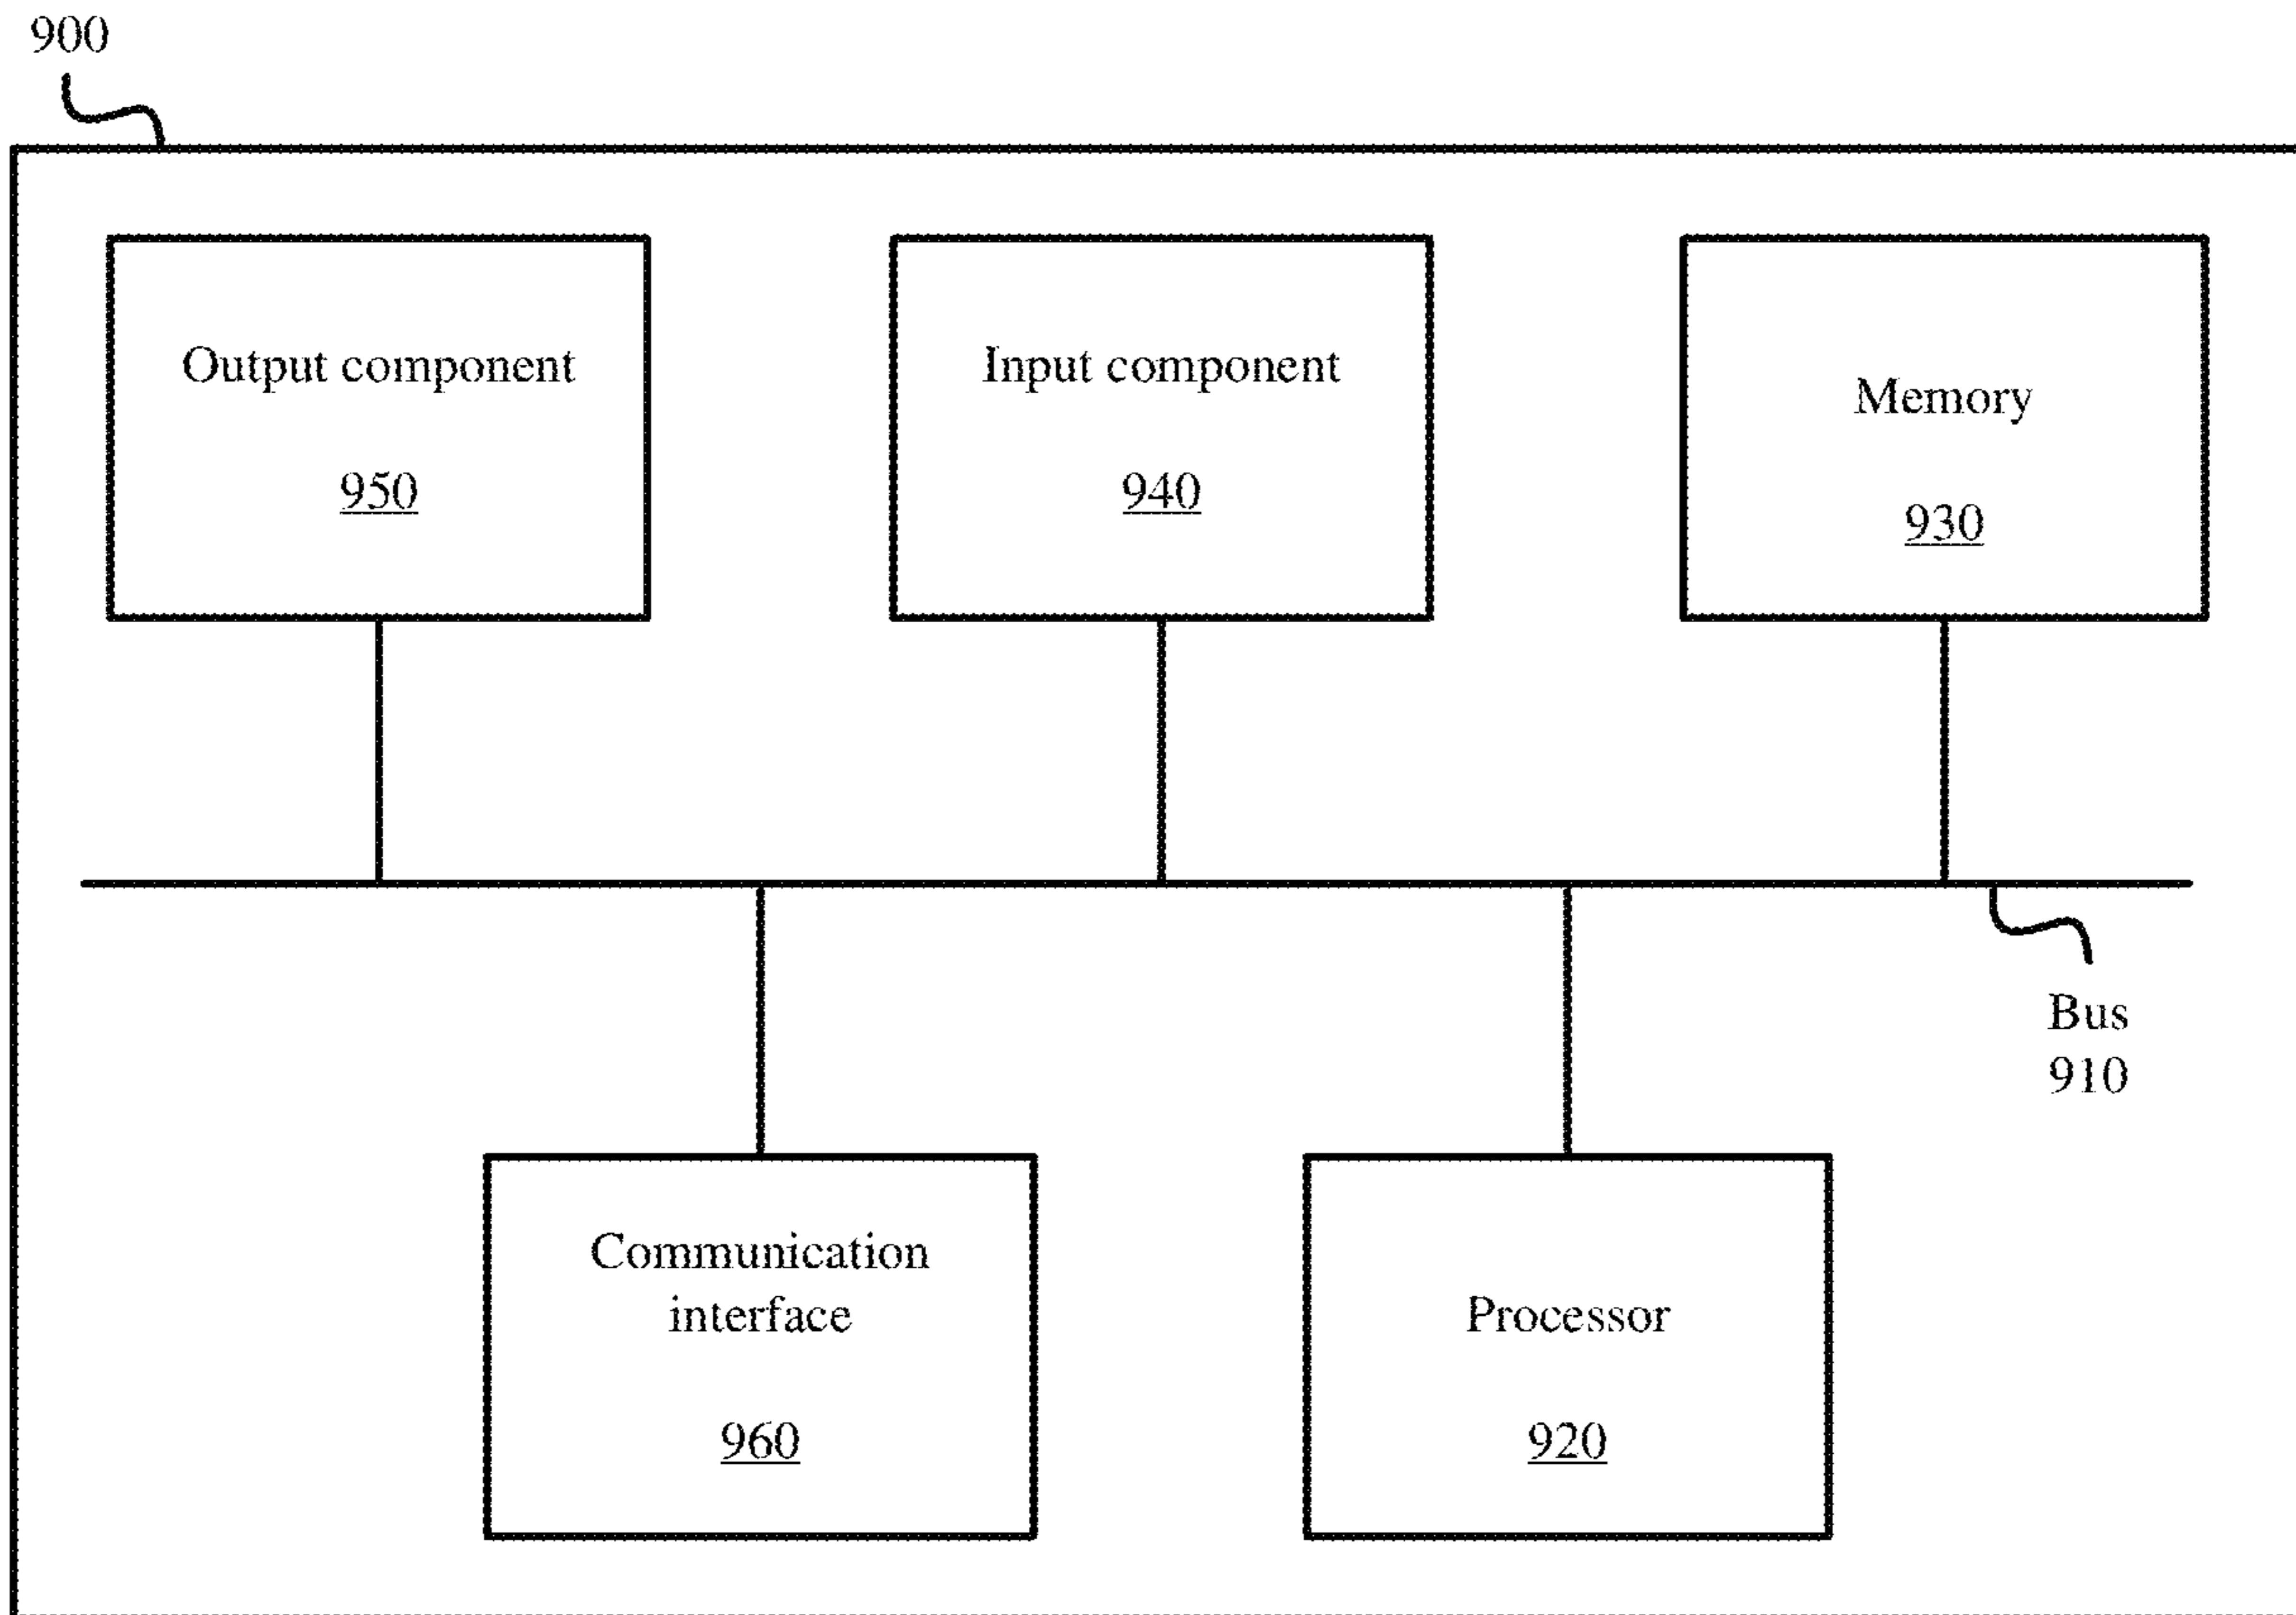 900
Output component
950
Input component
940
Memory
930
Bus
910
Communication
interface
960
Processor
920